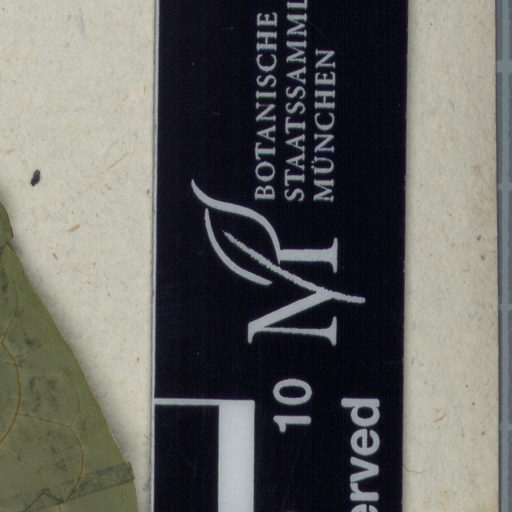 BOTANISCHE
STAATSSAMML
MÜNCHEN
M
10
erved